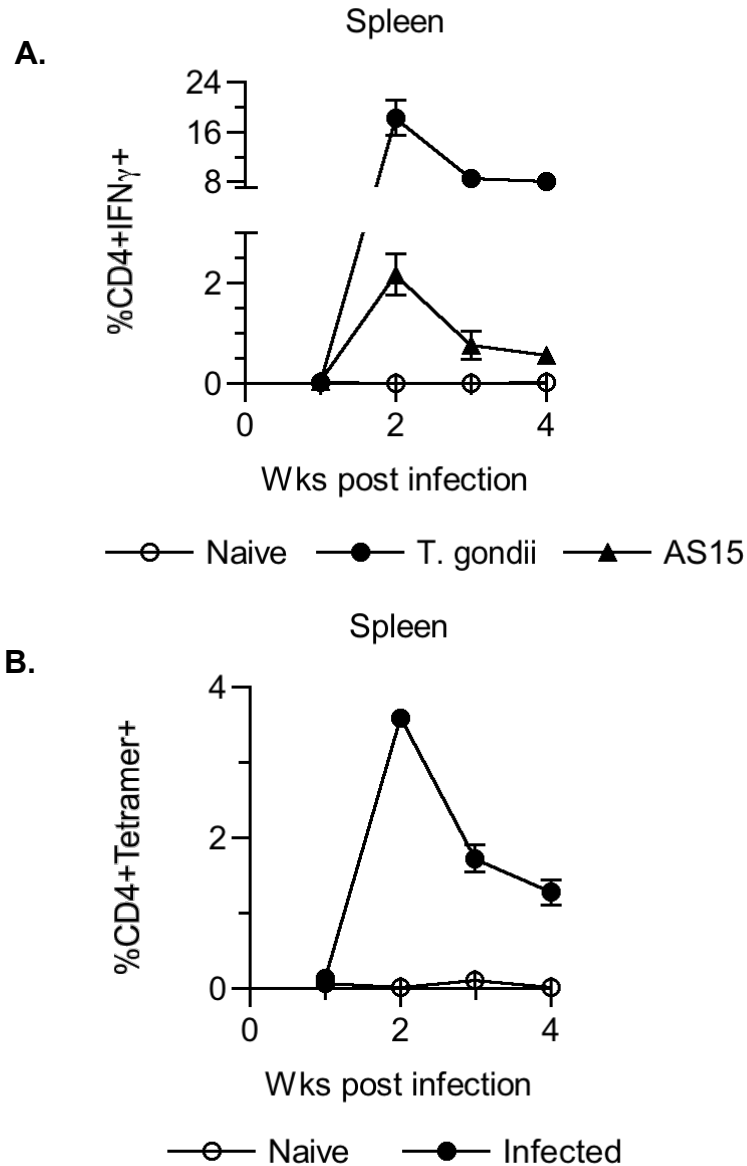 Spleen
A.
24
16
8
2
0
%CD4+IFNγ+
0 2 4
Wks post infection
Naive T. gondii AS15
Spleen
B.
4
2
0
%CD4+Tetramer+
0 2 4
Wks post infection
Naive Infected